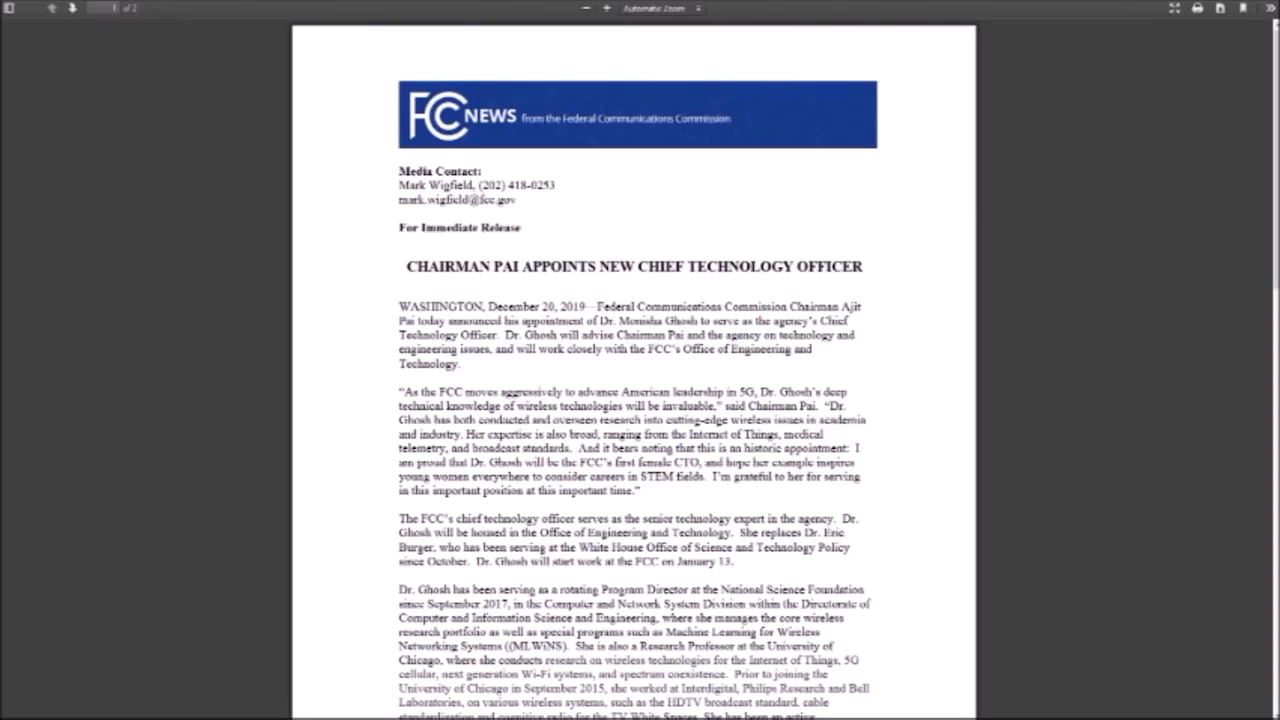 1 of 2
Automatic Zoom
FCC NEWS from the Federal Communications Commission
Media Contact:
Mark Wigfield, (202) 418-0253
mark.wigfield@fcc.gov
For Immediate Release
CHAIRMAN PAI APPOINTS NEW CHIEF TECHNOLOGY OFFICER
WASHINGTON, December 20, 2019—Federal Communications Commission Chairman Ajit
Pai today announced his appointment of Dr. Monisha Ghosh to serve as the agency's Chief
Technology Officer. Dr. Ghosh will advise Chairman Pai and the agency on technology and
engineering issues, and will work closely with the FCC's Office of Engineering and
Technology.
"As the FCC moves aggressively to advance American leadership in 5G, Dr. Ghosh's deep
technical knowledge of wireless technologies will be invaluable," said Chairman Pai. "Dr.
Ghosh has both conducted and overseen research into cutting-edge wireless issues in academia
and industry. Her expertise is also broad, ranging from the Internet of Things, medical
telemetry, and broadcast standards. And it bears noting that this is an historic appointment: I
am proud that Dr. Ghosh will be the FCC's first female CTO, and hope her example inspires
young women everywhere to consider careers in STEM fields. I'm grateful to her for serving
in this important position at this important time."
The FCC's chief technology officer serves as the senior technology expert in the agency. Dr.
Ghosh will be housed in the Office of Engineering and Technology. She replaces Dr. Eric
Burger, who has been serving at the White House Office of Science and Technology Policy
since October. Dr. Ghosh will start work at the FCC on January 13.
Dr. Ghosh has been serving as a rotating Program Director at the National Science Foundation
since September 2017, in the Computer and Network System Division within the Directorate of
Computer and Information Science and Engineering, where she manages the core wireless
research portfolio as well as special programs such as Machine Learning for Wireless
Networking Systems ((MLWiNS). She is also a Research Professor at the University of
Chicago, where she conducts research on wireless technologies for the Internet of Things, 5G
cellular, next generation Wi-Fi systems, and spectrum coexistence. Prior to joining the
University of Chicago in September 2015, she worked at Interdigital, Philips Research and Bell
Laboratories, on various wireless systems, such as the HDTV broadcast standard, cable
standardization and cognitive radio for the TV White Spaces. She has been an active